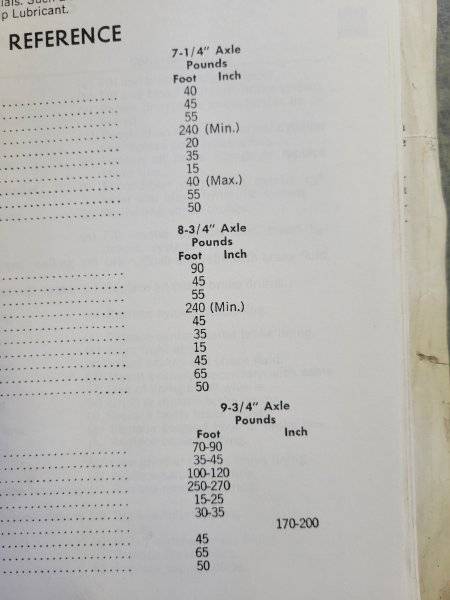 p Lubricant.
REFERENCE
7-1/4" Axle
Pounds
Foot Inch
40
45
55
240 (Min.)
20
35
15
40 (Max.)
55
50
8-3/4" Axle
Pounds
Foot Inch
90
45
55
240 (Min.)
45
35
15
45
65
50
9-3/4" Axle
Pounds
Foot Inch
70-90
35-45
100-120
250-270
15-25
30-35
170-200
45
65
50